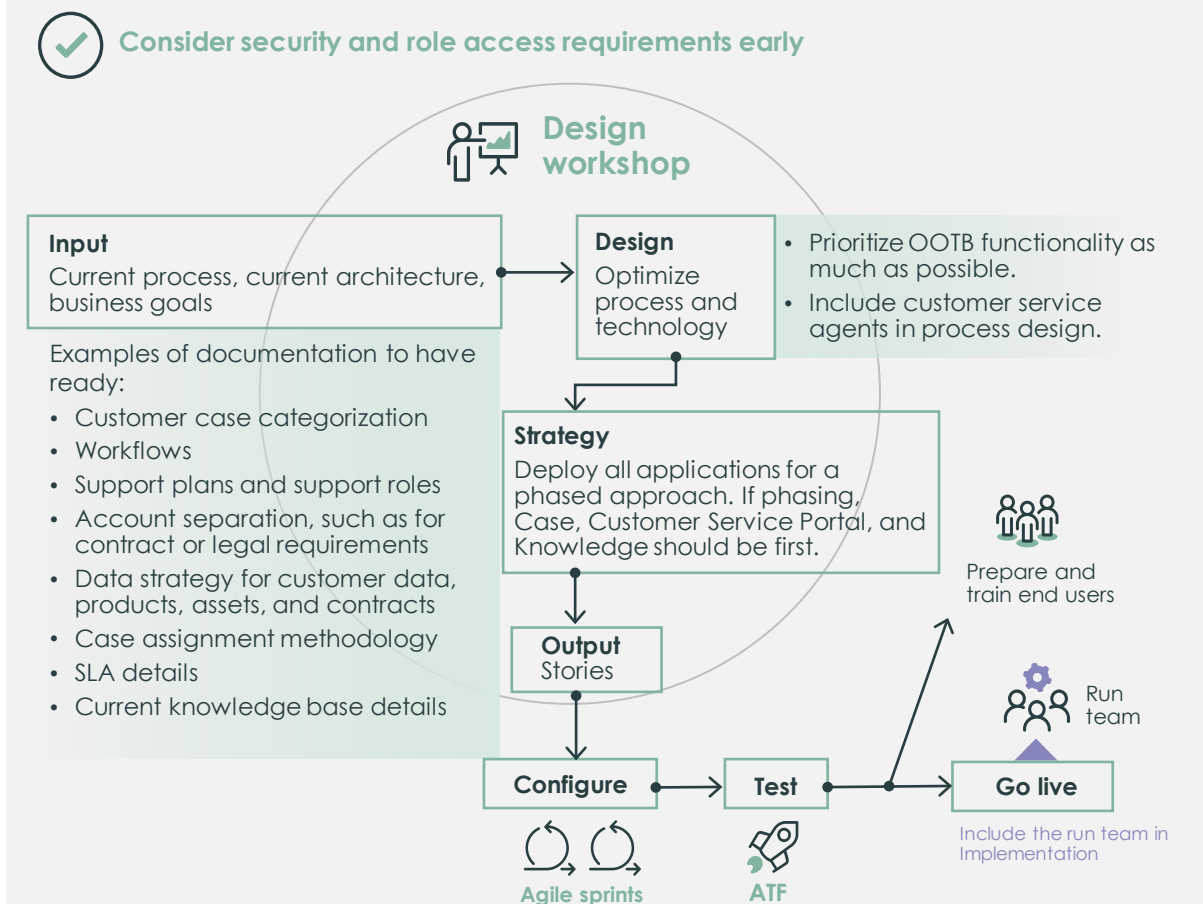 Consider security and role access requirements early
Design
workshop
Input
Current process, current architecture,
business goals
Design
Optimize
process and
technology
• Prioritize OOTB functionality as
much as possible.
• Include customer service
agents in process design.
Examples of documentation to have
ready:
• Customer case categorization
• Workflows
• Support plans and support roles
• Account separation, such as for
contract or legal requirements
• Data strategy for customer data,
products, assets, and contracts
• Case assignment methodology
• SLA details
• Current knowledge base details
Strategy
Deploy all applications for a
phased approach. If phasing,
Case, Customer Service Portal, and
Knowledge should be first.
Output
Stories
Prepare and
train end users
Run
team
Configure
Test
Go live
Include the run team in
Implementation
Agile sprints
ATF